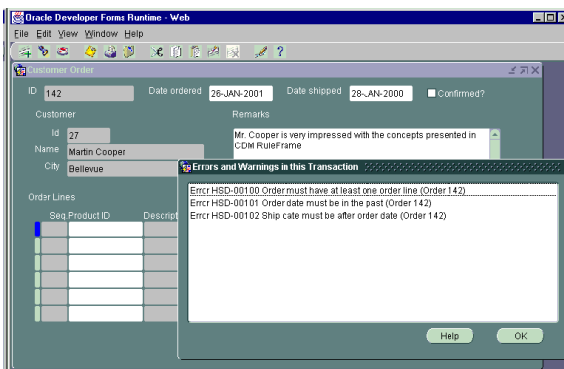 Oracle Developer Forms Runtime - Web
File Edit View Window Help
Customer Order
ID 142 Date ordered 26-JAN-2001 Date shipped 28-JAN-2000 Confirmed?
Customer Remarks
Id 27 Mr. Cooper is very impressed with the concepts presented in
Name Martin Cooper CDM RuleFrame
City Bellevue
Errors and Warnings in this Transaction
Error HSD-00100 Order must have at least one order line (Order 142)
Error HSD-00101 Order date must be in the past (Order 142)
Error HSD-00102 Ship cate must be after order date (Order 142)
Order Lines
Seq Product ID Descript
Help OK